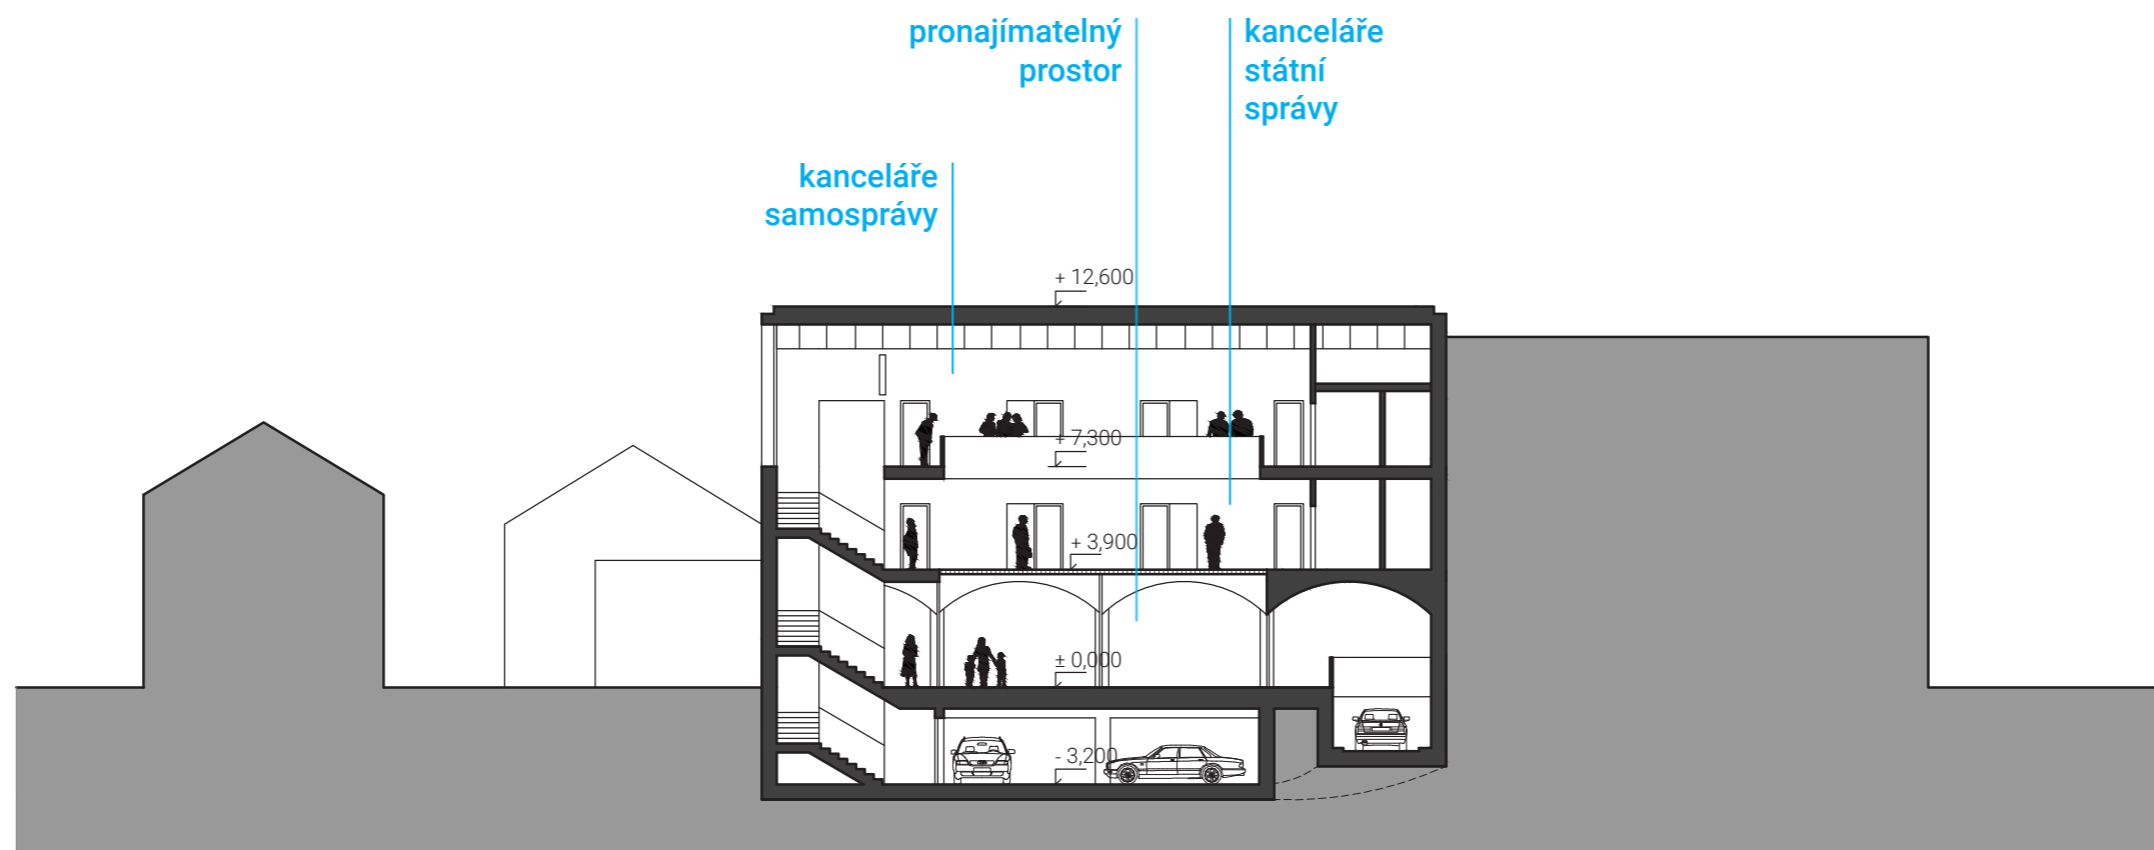 pronajímatelný
prostor
kanceláře
státní
správy
kanceláře
samosprávy
+ 12,600
+ 7,300
+ 3,900
± 0,000
- 3,200